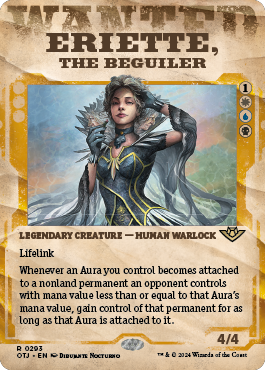 WANTED
ERIETTE,
THE BEGUILER
1
LEGENDARY CREATURE — HUMAN WARLOCK
Lifelink
Whenever an Aura you control becomes attached
to a nonland permanent an opponent controls
with mana value less than or equal to that Aura's
mana value, gain control of that permanent for as
long as that Aura is attached to it.
4/4
R 0293
OTJ • EN DIBUJANTE NOCTURNO
™ & © 2024 Wizards of the Coast